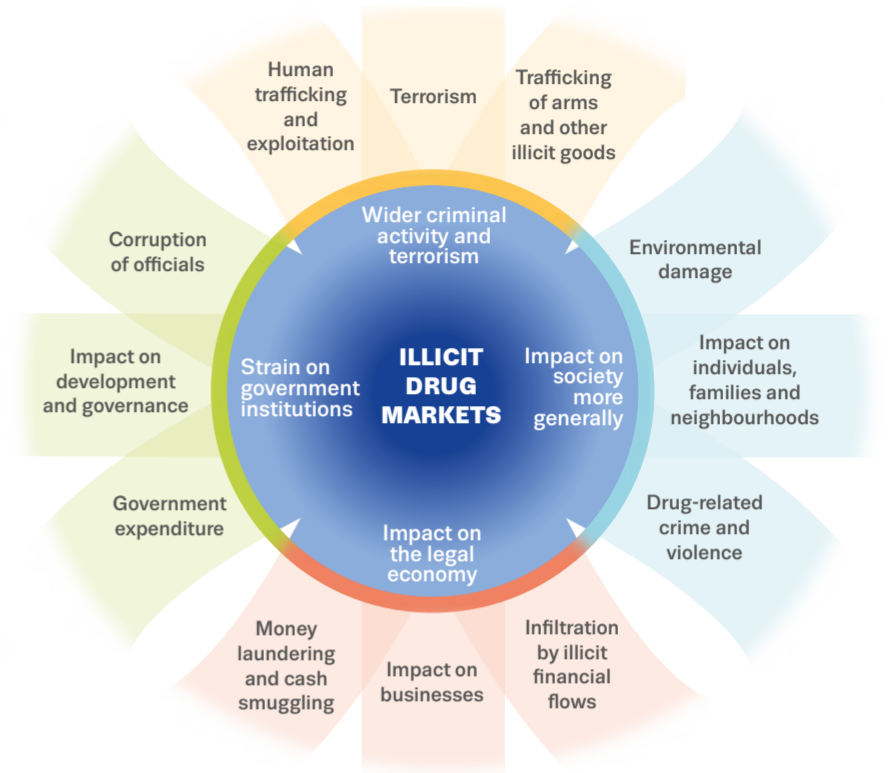 Human
trafficking
and
exploitation
Terrorism
Trafficking
of arms
and other
illicit goods
Corruption
of officials
Wider criminal
activity and
terrorism
Environmental
damage
Impact on
development
and governance
Strain on
government
institutions
ILLICIT
DRUG
MARKETS
Impact on
society
more
generally
Impact on
individuals,
families and
neighbourhoods
Government
expenditure
Impact on
the legal
economy
Drug-related
crime and
violence
Money
laundering
and cash
smuggling
Impact on
businesses
Infiltration
by illicit
financial
flows